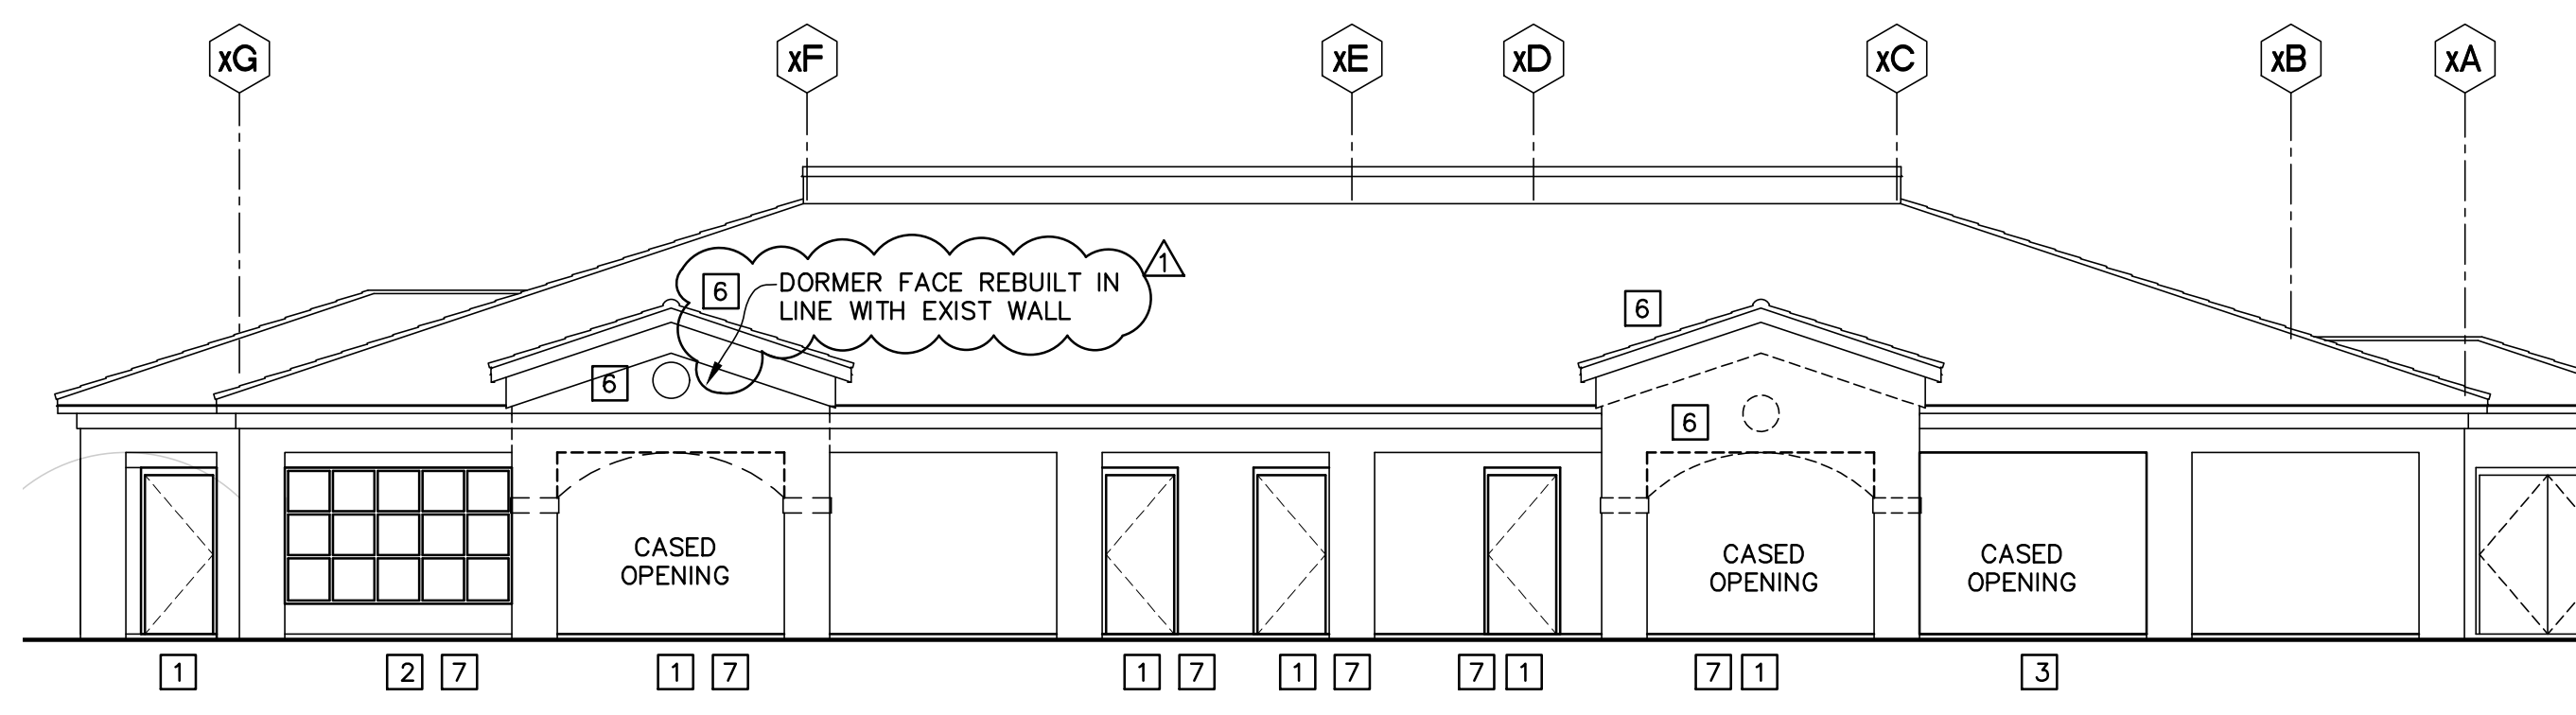 xG xF xE xD xC xB xA
1
6 DORMER FACE REBUILT IN
LINE WITH EXIST WALL
6
6
6
CASED
OPENING
CASED
OPENING
CASED
OPENING
1 2 7 1 7 1 7 1 7 7 1 7 1 3